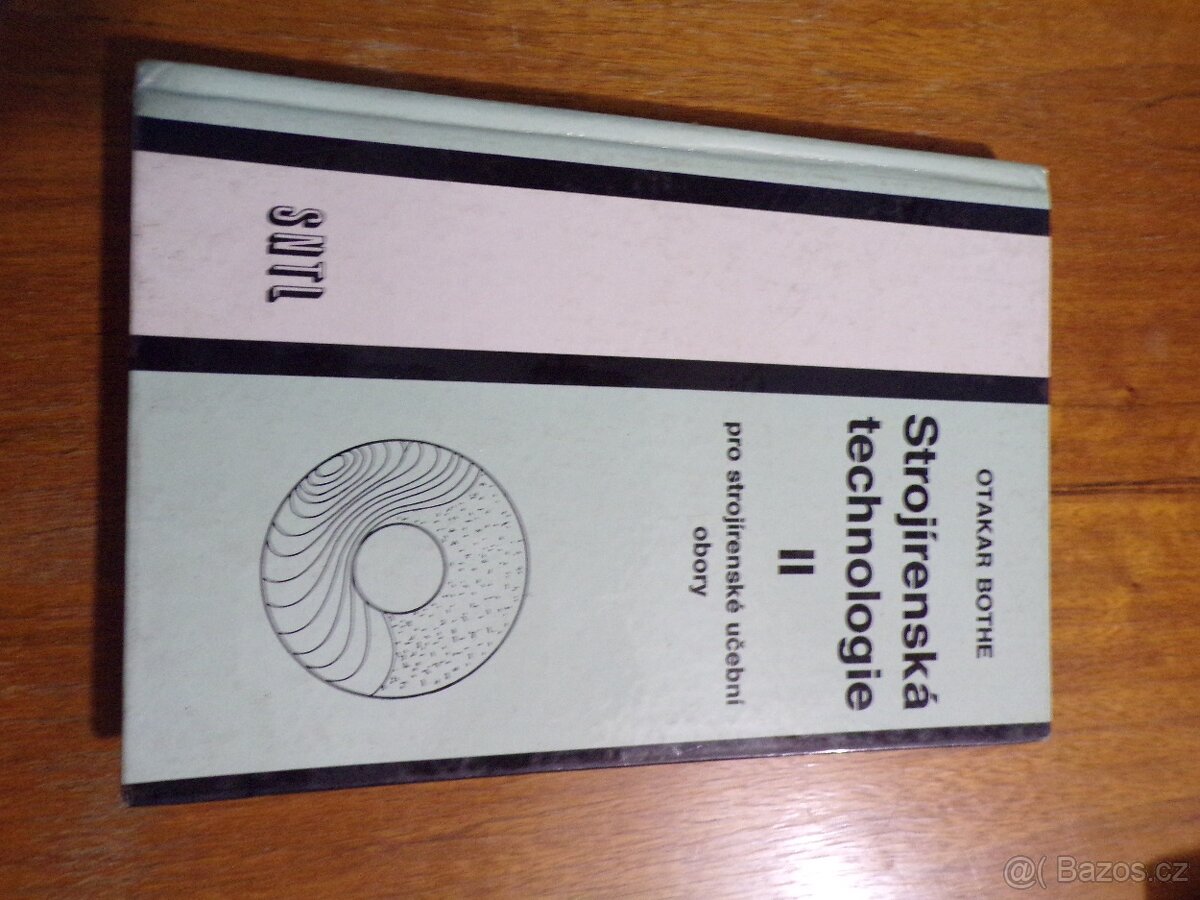 OTAKAR BOTHE
Strojírenská
technologie
II
pro strojírenské učební
obory
SNTL
@( Bazos.cz